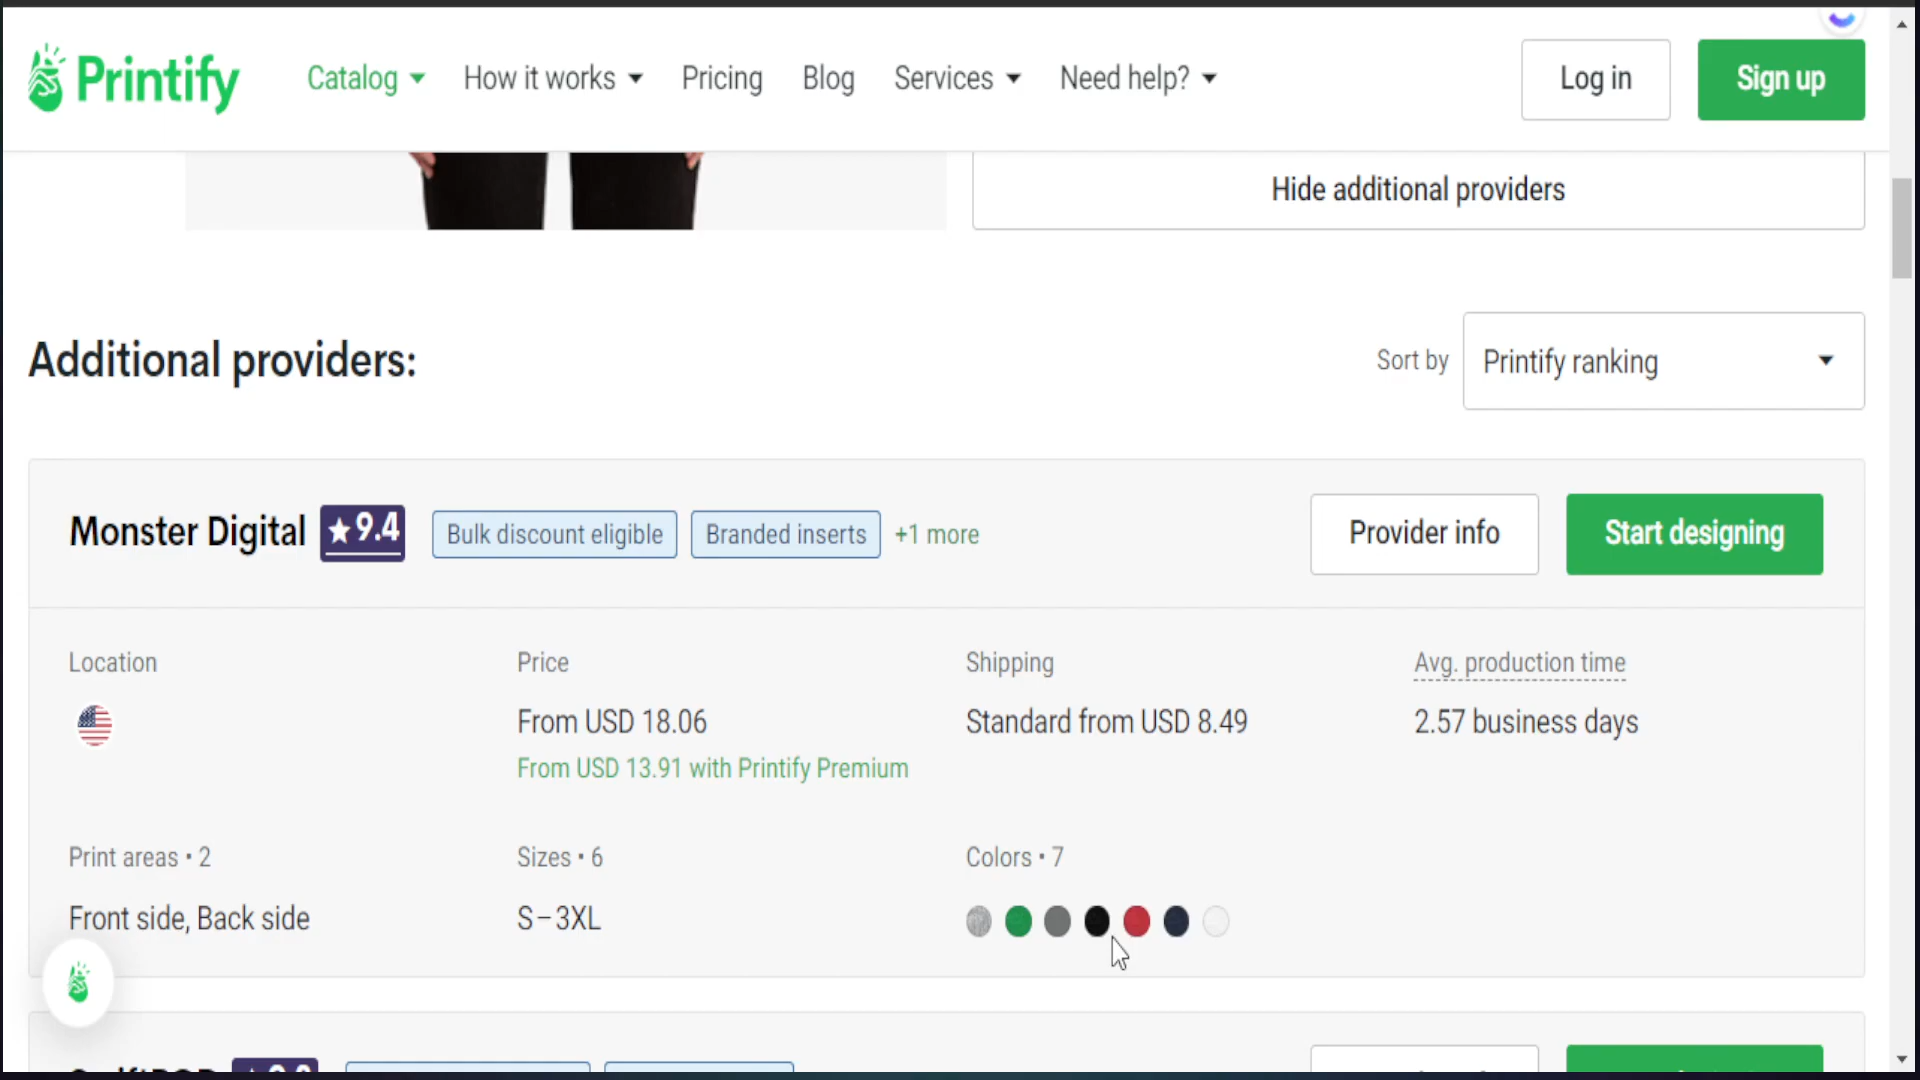 Printify
Catalog How it works Pricing Blog Services Need help? Log in Sign up
Hide additional providers
Additional providers: Sort by Printify ranking
Monster Digital 9.4 Bulk discount eligible Branded inserts +1 more Provider info Start designing
Location Price Shipping Avg. production time
From USD 18.06 Standard from USD 8.49 2.57 business days
From USD 13.91 with Printify Premium
Print areas • 2 Sizes • 6 Colors • 7
Front side, Back side S–3XL